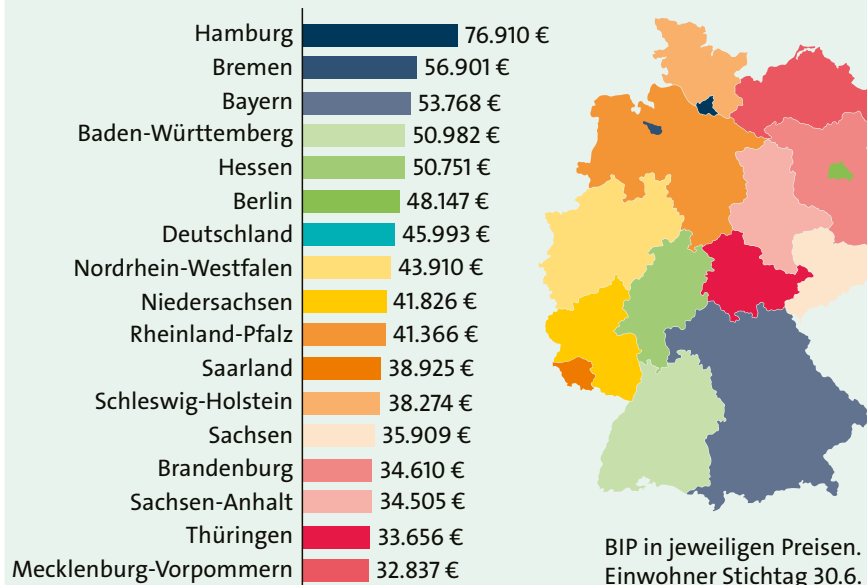 Hamburg 76.910 €
Bremen 56.901 €
Bayern 53.768 €
Baden-Württemberg 50.982 €
Hessen 50.751 €
Berlin 48.147 €
Deutschland 45.993 €
Nordrhein-Westfalen 43.910 €
Niedersachsen 41.826 €
Rheinland-Pfalz 41.366 €
Saarland 38.925 €
Schleswig-Holstein 38.274 €
Sachsen 35.909 €
Brandenburg 34.610 €
Sachsen-Anhalt 34.505 €
Thüringen 33.656 €
Mecklenburg-Vorpommern 32.837 €
BIP in jeweiligen Preisen.
Einwohner Stichtag 30.6.